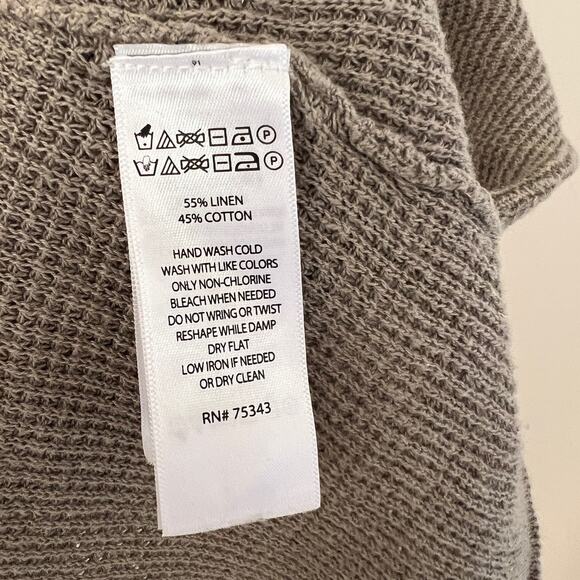 P
P
55% LINEN
45% COTTON
HAND WASH COLD
WASH WITH LIKE COLORS
ONLY NON-CHLORINE
BLEACH WHEN NEEDED
DO NOT WRING OR TWIST
RESHAPE WHILE DAMP
DRY FLAT
LOW IRON IF NEEDED
OR DRY CLEAN
RN# 75343